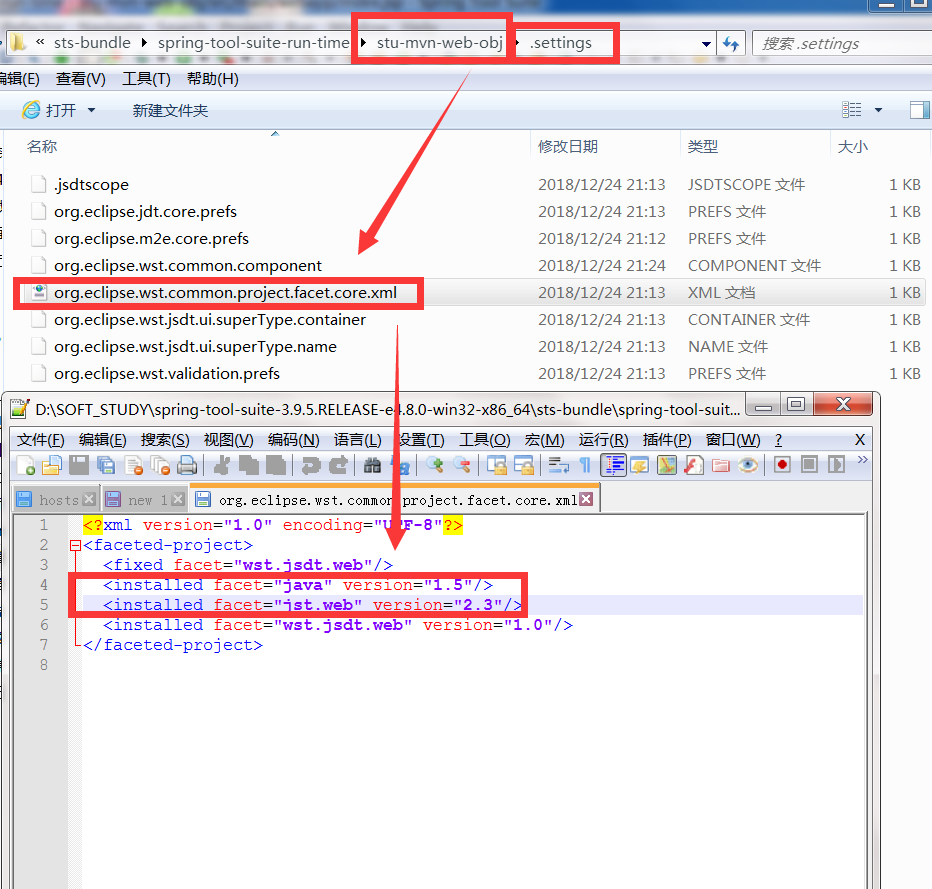 « sts-bundle ▸ spring-tool-suite-run-time ▸ stu-mvn-web-obj ▸ .settings
搜索 .settings
编辑(E) 查看(V) 工具(T) 帮助(H)
打开 新建文件夹
名称 修改日期 类型 大小
.jsdtscope 2018/12/24 21:13 JSDTSCOPE 文件 1 KB
org.eclipse.jdt.core.prefs 2018/12/24 21:13 PREFS 文件 1 KB
org.eclipse.m2e.core.prefs 2018/12/24 21:12 PREFS 文件 1 KB
org.eclipse.wst.common.component 2018/12/24 21:24 COMPONENT 文件 1 KB
org.eclipse.wst.common.project.facet.core.xml 2018/12/24 21:13 XML 文档 1 KB
org.eclipse.wst.jsdt.ui.superType.container 2018/12/24 21:13 CONTAINER 文件 1 KB
org.eclipse.wst.jsdt.ui.superType.name 2018/12/24 21:13 NAME 文件 1 KB
org.eclipse.wst.validation.prefs 2018/12/24 21:13 PREFS 文件 1 KB
D:\SOFT_STUDY\spring-tool-suite-3.9.5.RELEASE-e4.8.0-win32-x86_64\sts-bundle\spring-tool-suit...
文件(F) 编辑(E) 搜索(S) 视图(V) 编码(N) 语言(L) 设置(T) 工具(O) 宏(M) 运行(R) 插件(P) 窗口(W) ? X
hosts new 1 org.eclipse.wst.common.project.facet.core.xml
1 <?xml version="1.0" encoding="UTF-8"?>
2 <faceted-project>
3 <fixed facet="wst.jsdt.web"/>
4 <installed facet="java" version="1.5"/>
5 <installed facet="jst.web" version="2.3"/>
6 <installed facet="wst.jsdt.web" version="1.0"/>
7 </faceted-project>
8